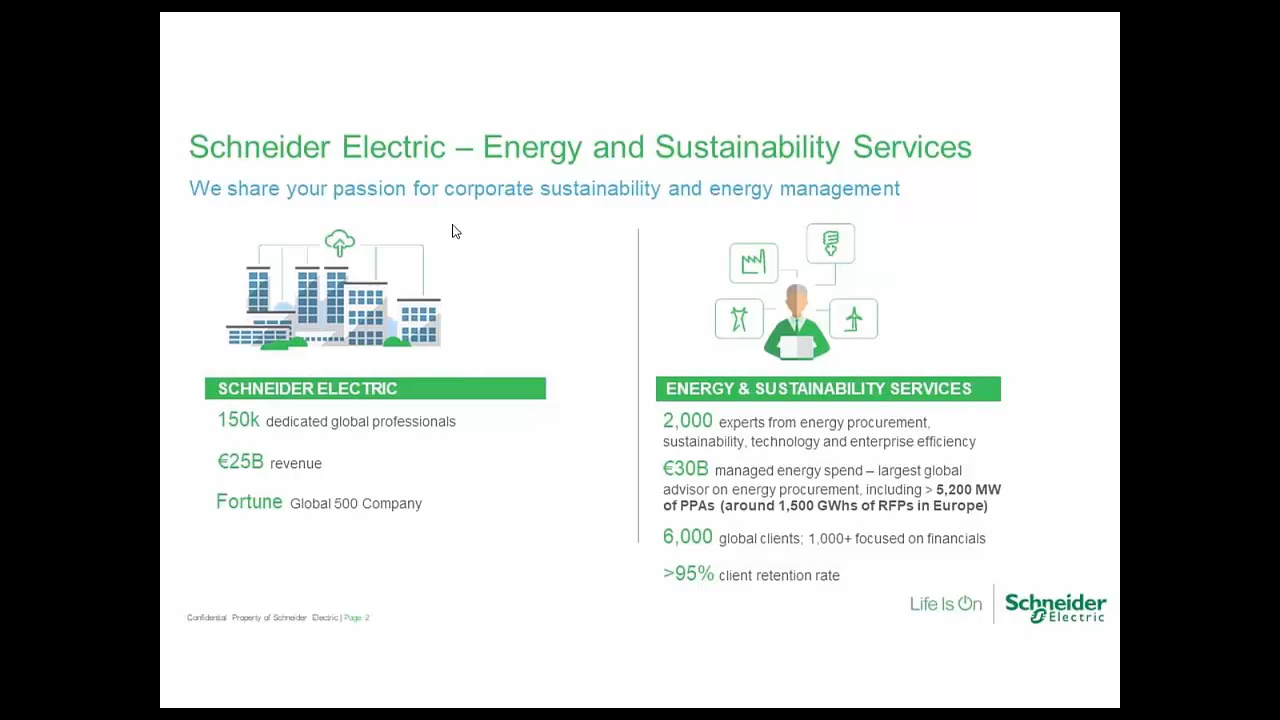 Schneider Electric – Energy and Sustainability Services
We share your passion for corporate sustainability and energy management
SCHNEIDER ELECTRIC
150k dedicated global professionals
€25B revenue
Fortune Global 500 Company
ENERGY & SUSTAINABILITY SERVICES
2,000 experts from energy procurement,
sustainability, technology and enterprise efficiency
€30B managed energy spend – largest global
advisor on energy procurement, including > 5,200 MW
of PPAs (around 1,500 GWhs of RFPs in Europe)
6,000 global clients; 1,000+ focused on financials
>95% client retention rate
Confidential Property of Schneider Electric | Page 2
Life Is On
Schneider
Electric